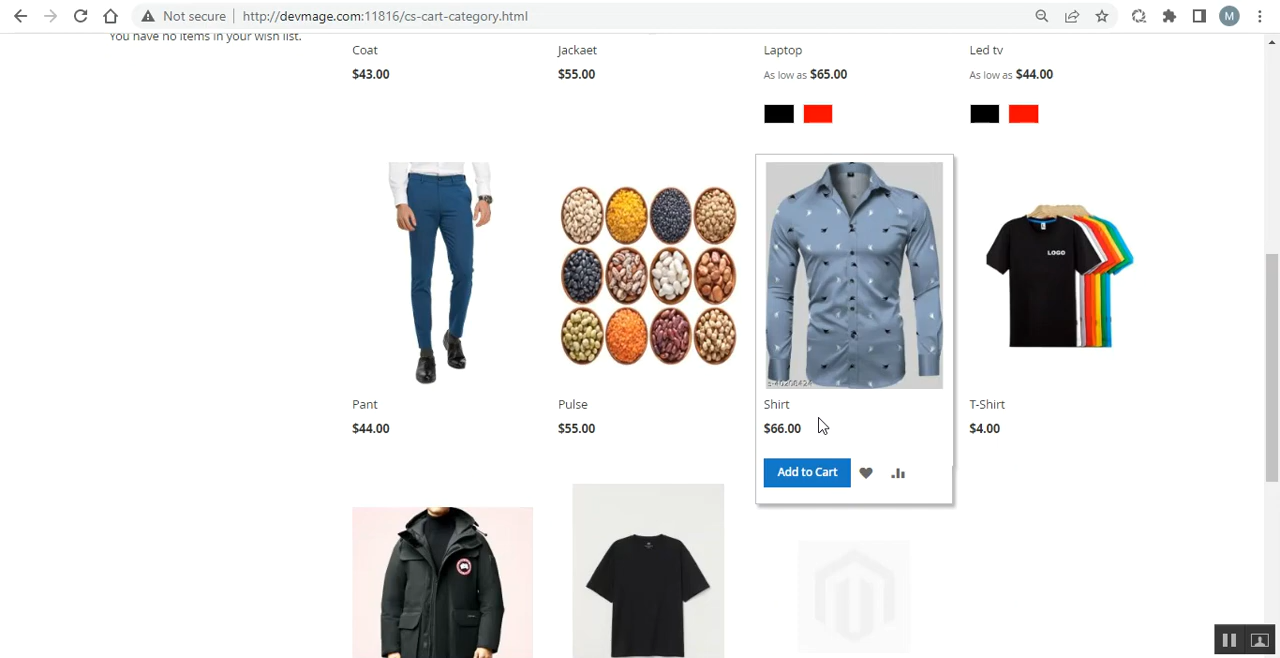 Not secure
http://devmage.com:11816/cs-cart-category.html
M
You have no items in your wish list.
Coat
Jackaet
Laptop
Led tv
$43.00
$55.00
As low as $65.00
As low as $44.00
LOGO
S-40208424
Pant
Pulse
Shirt
T-Shirt
$44.00
$55.00
$66.00
$4.00
Add to Cart